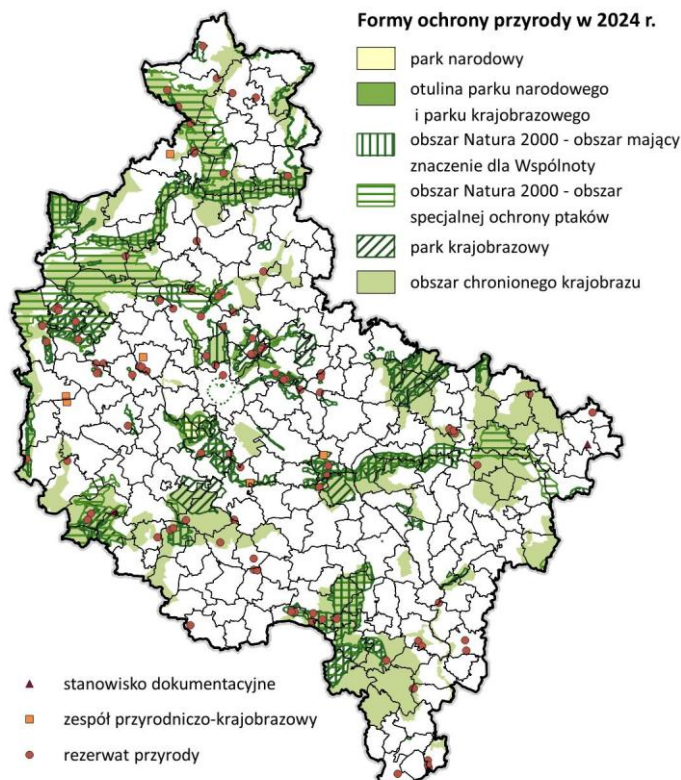 Formy ochrony przyrody w 2024 r.
park narodowy
otulina parku narodowego
i parku krajobrazowego
obszar Natura 2000 - obszar mający
znaczenie dla Wspólnoty
obszar Natura 2000 - obszar
specjalnej ochrony ptaków
park krajobrazowy
obszar chronionego krajobrazu
stanowisko dokumentacyjne
zespół przyrodniczo-krajobrazowy
rezerwat przyrody